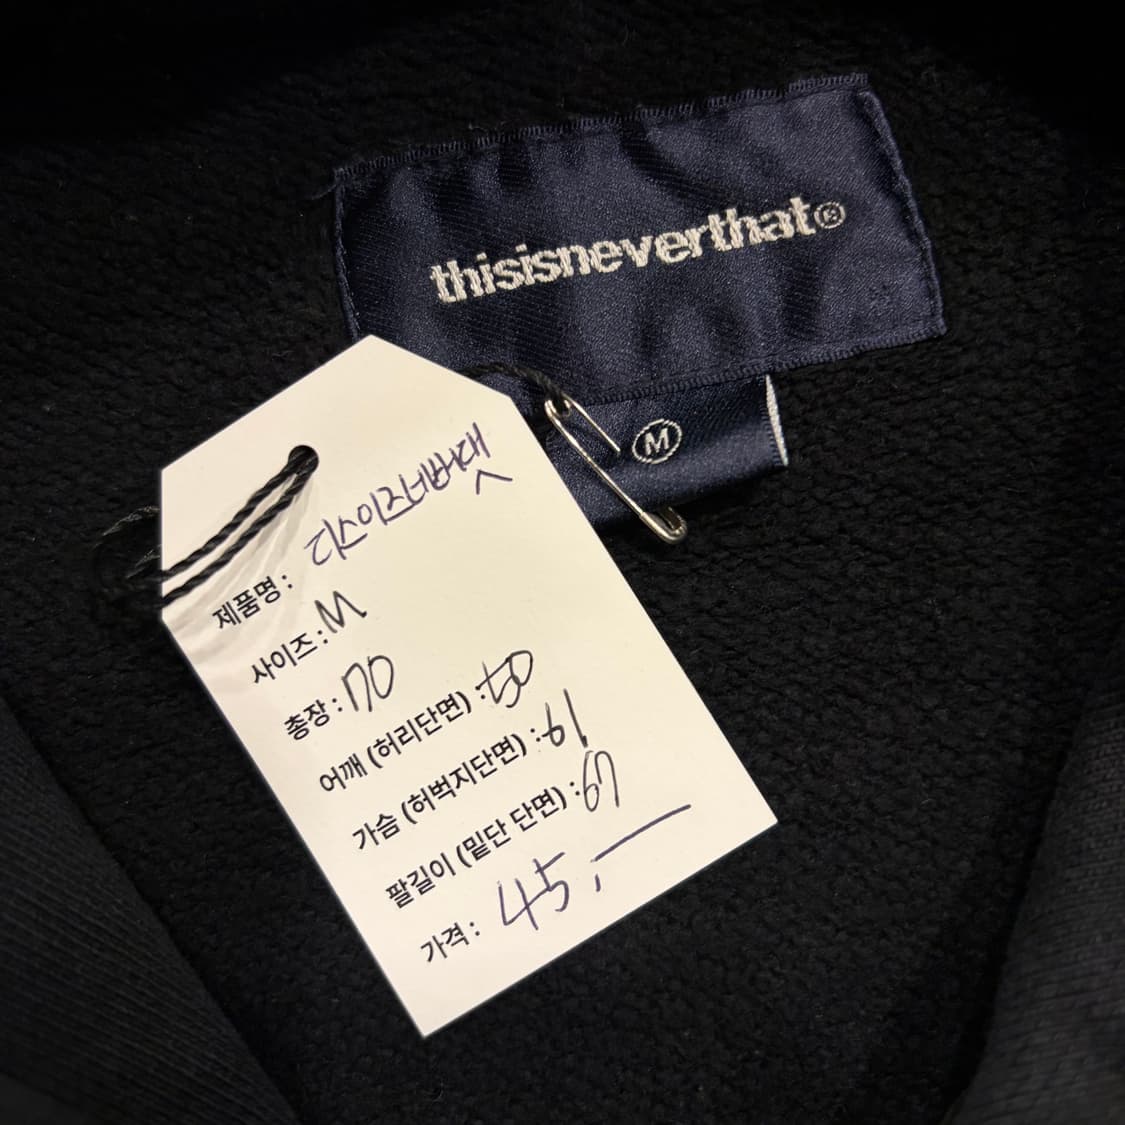 thisisneverthat®
M
제품명 : 디스이즈네버댓
사이즈 : M
총장 : 70
어깨 (허리단면) : 50
가슴 (허벅지단면) : 61
팔길이 (밑단 단면) : 61
가격 : 45,—